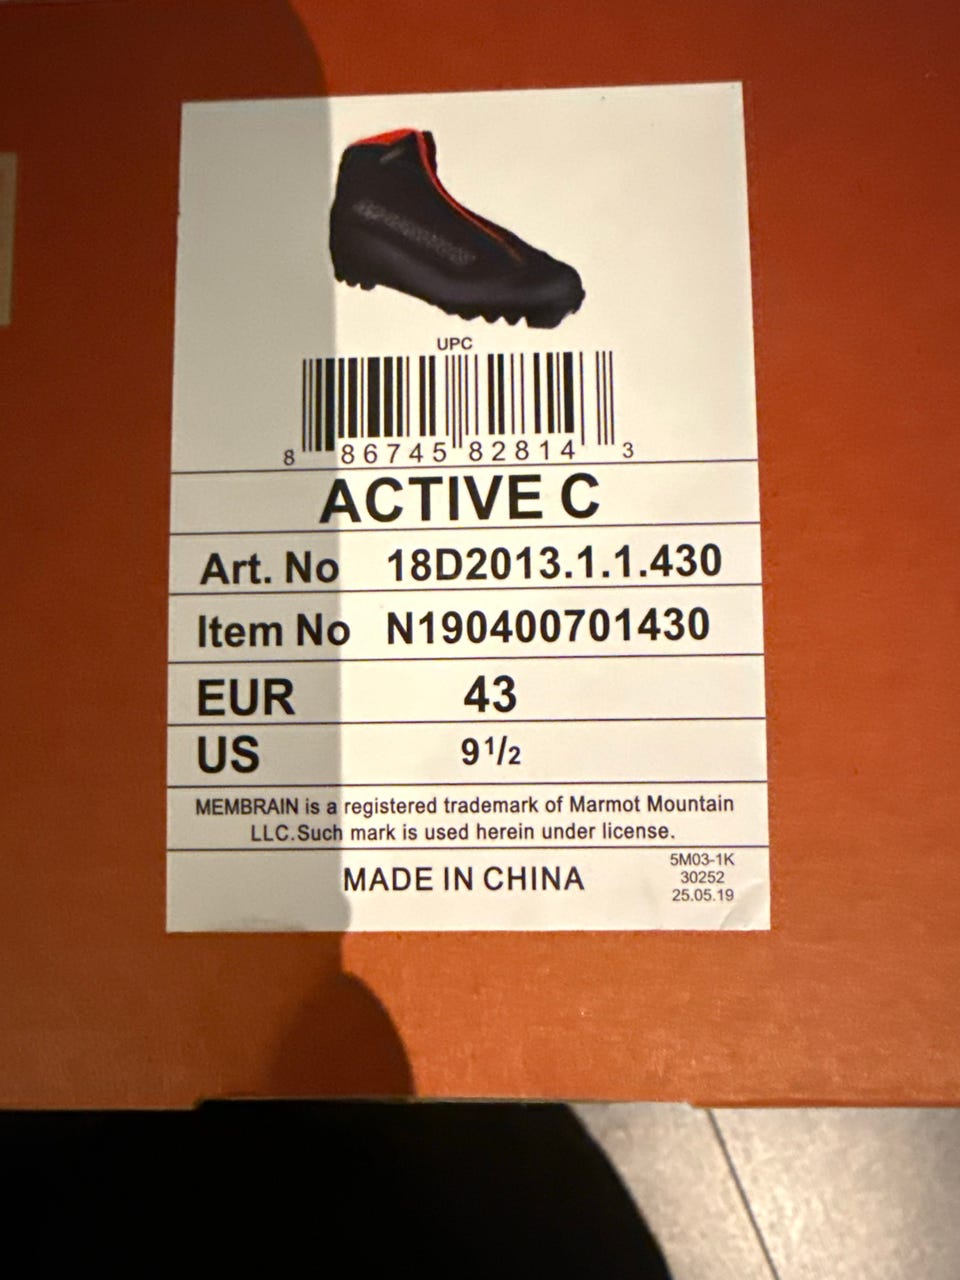 UPC
8 86745 82814 3
ACTIVE C
Art. No 18D2013.1.1.430
Item No N190400701430
EUR 43
US 9 1/2
MEMBRAIN is a registered trademark of Marmot Mountain
LLC.Such mark is used herein under license.
MADE IN CHINA
5M03-1K
30252
25.05.19